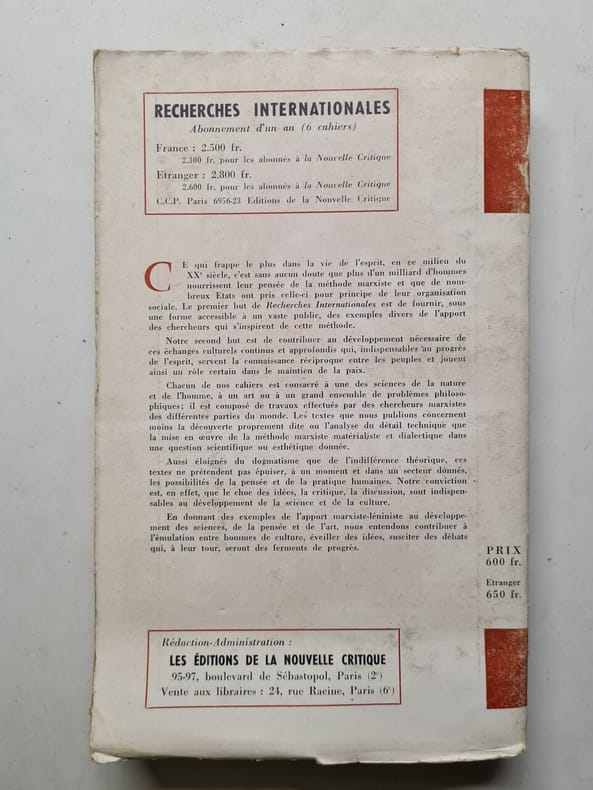 RECHERCHES INTERNATIONALES
Abonnement d'un an (6 cahiers)
France : 2.500 fr.
2.300 fr. pour les abonnés à la Nouvelle Critique
Etranger : 2.800 fr.
2.600 fr. pour les abonnés à la Nouvelle Critique
C.C.P. Paris 6956-23 Editions de la Nouvelle Critique
CE qui frappe le plus dans la vie de l'esprit, en ce milieu du
XXe siècle, c'est sans aucun doute que plus d'un milliard d'hommes
nourrissent leur pensée de la méthode marxiste et que de nom-
breux Etats ont pris celle-ci pour principe de leur organisation
sociale. Le premier but de Recherches Internationales est de fournir, sous
une forme accessible à un vaste public, des exemples divers de l'apport
des chercheurs qui s'inspirent de cette méthode.
Notre second but est de contribuer au développement nécessaire de
ces échanges culturels continus et approfondis qui, indispensables au progrès
de l'esprit, servent la connaissance réciproque entre les peuples et jouent
ainsi un rôle certain dans le maintien de la paix.
Chacun de nos cahiers est consacré à une des sciences de la nature
et de l'homme, à un art ou à un grand ensemble de problèmes philoso-
phiques; il est composé de travaux effectués par des chercheurs marxistes
des différentes parties du monde. Les textes que nous publions concernent
moins la découverte proprement dite ou l'analyse du détail technique que
la mise en œuvre de la méthode marxiste matérialiste et dialectique dans
une question scientifique ou esthétique donnée.
Aussi éloignés du dogmatisme que de l'indifférence théorique, ces
textes ne prétendent pas épuiser, à un moment et dans un secteur donnés,
les possibilités de la pensée et de la pratique humaines. Notre conviction
est, en effet, que le choc des idées, la critique, la discussion, sont indispen-
sables au développement de la science et de la culture.
En donnant des exemples de l'apport marxiste-léniniste au développe-
ment des sciences, de la pensée et de l'art, nous entendons contribuer à
l'émulation entre hommes de culture, éveiller des idées, susciter des débats
qui, à leur tour, seront des ferments de progrès.
PRIX
600 fr.
Etranger
650 fr.
Rédaction-Administration :
LES ÉDITIONS DE LA NOUVELLE CRITIQUE
95-97, boulevard de Sébastopol, Paris (2e)
Vente aux libraires : 24, rue Racine, Paris (6e)